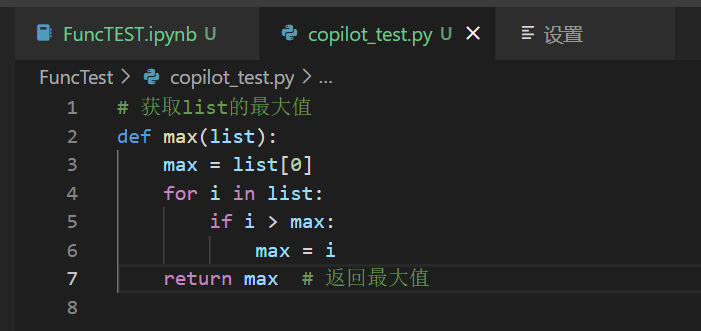 FuncTEST.ipynb U copilot_test.py U × 设置
FuncTest > copilot_test.py > ...
1 # 获取list的最大值
2 def max(list):
3 max = list[0]
4 for i in list:
5 if i > max:
6 max = i
7 return max # 返回最大值
8